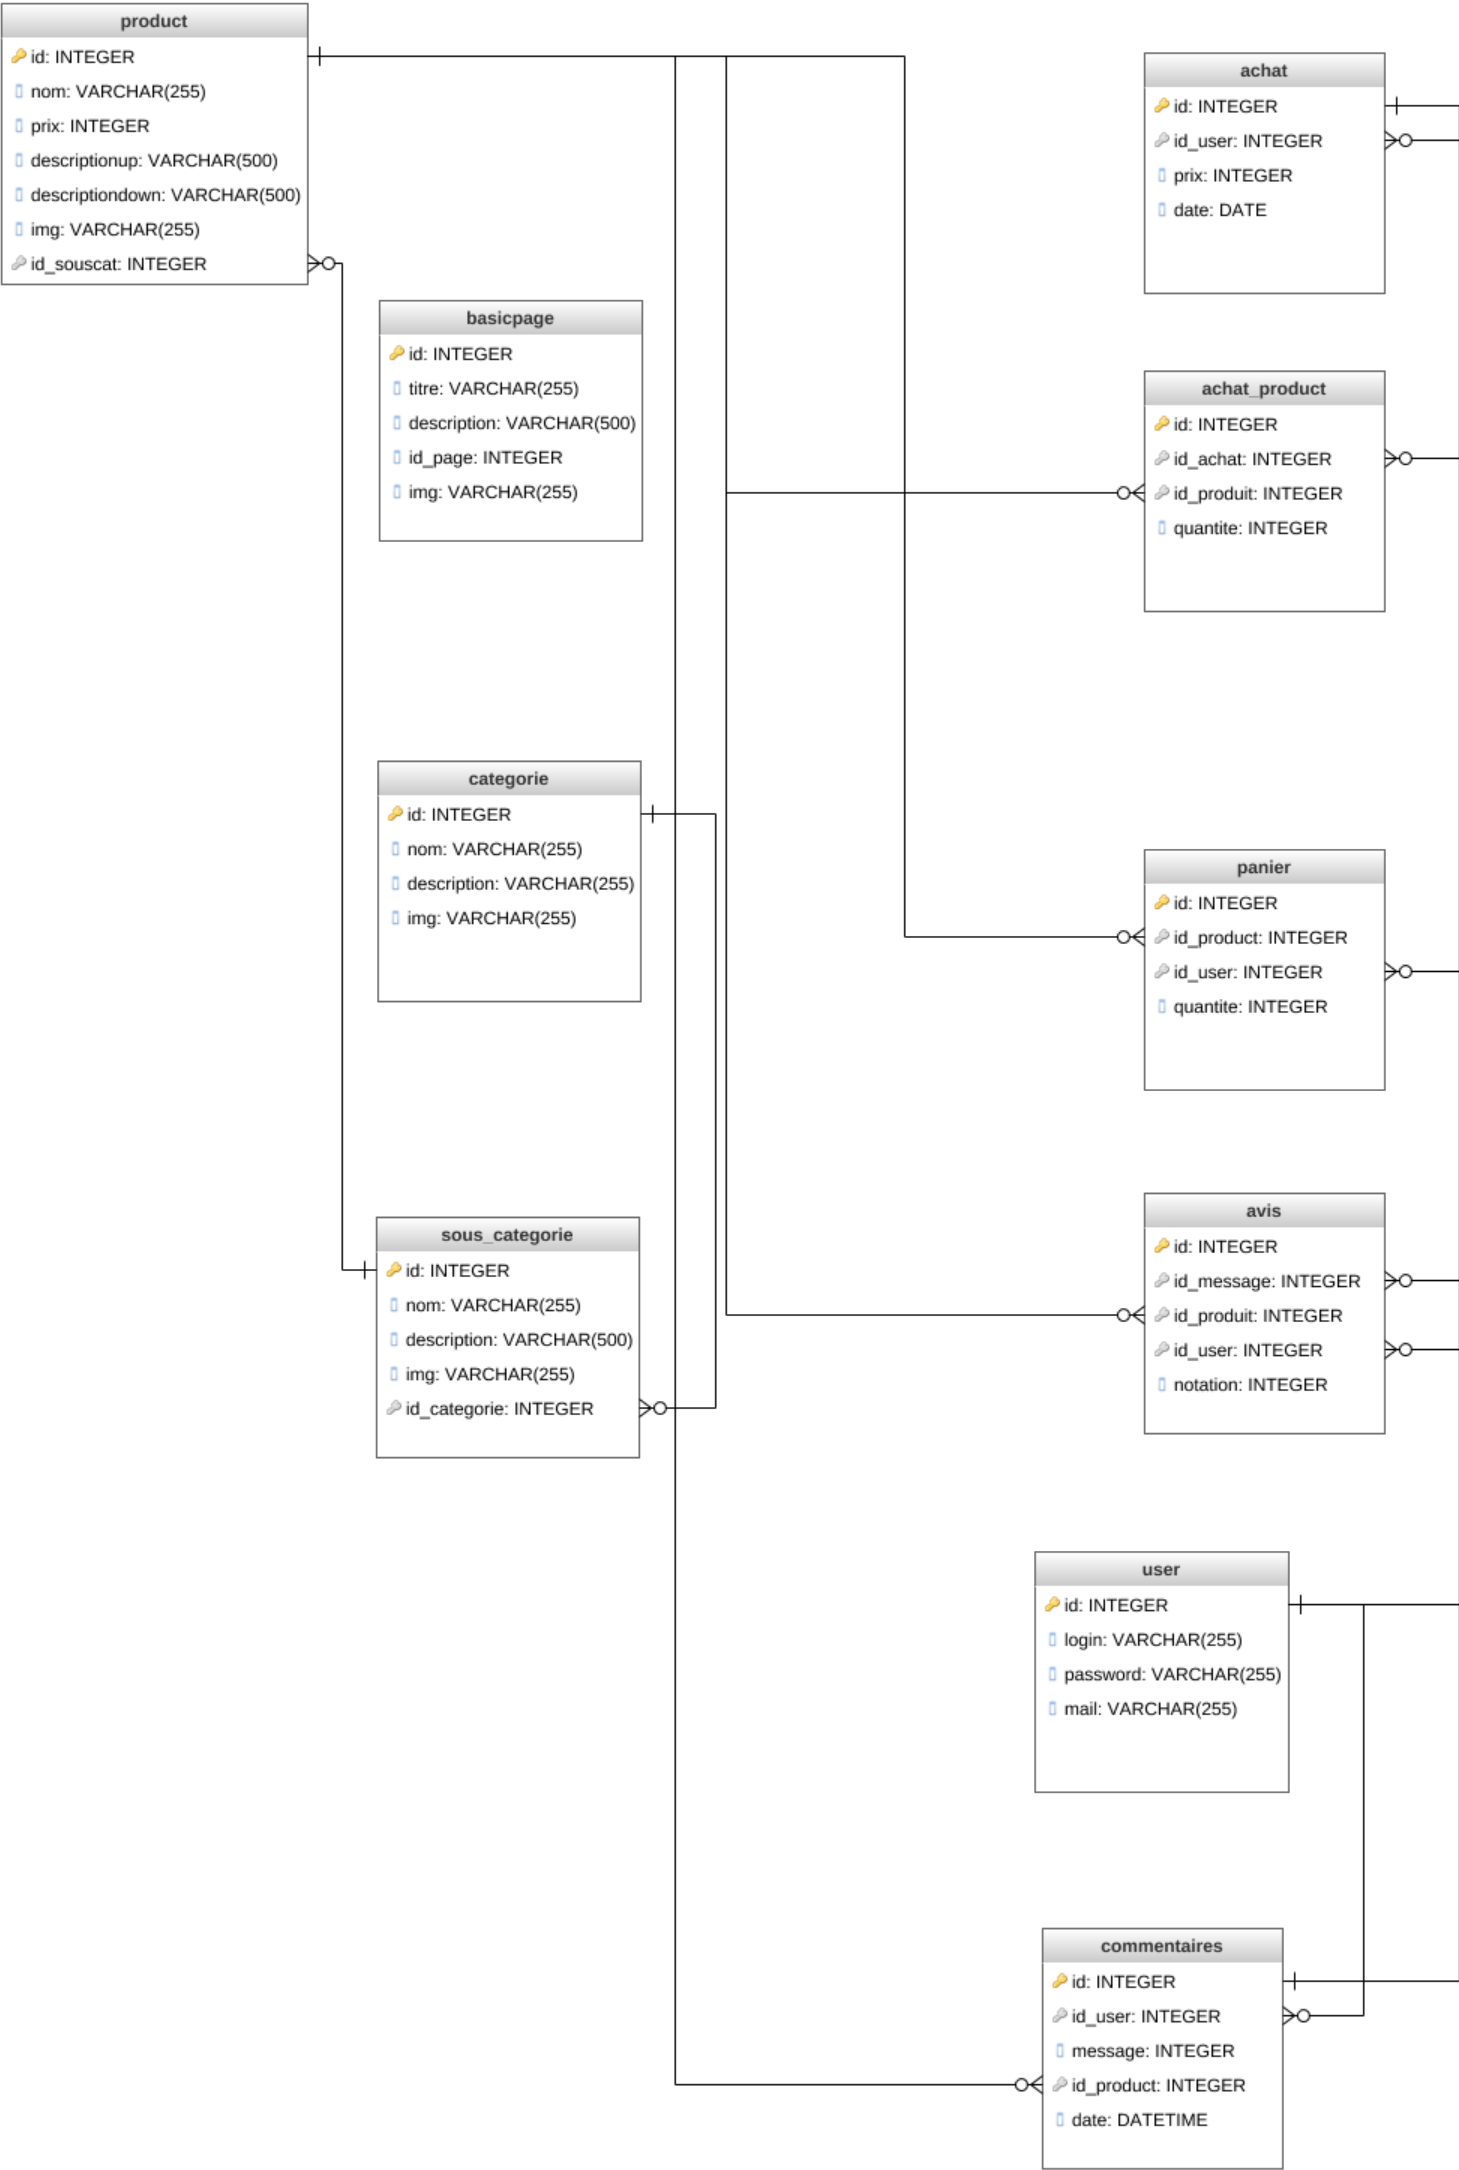 product
id: INTEGER
nom: VARCHAR(255)
prix: INTEGER
descriptionup: VARCHAR(500)
descriptiondown: VARCHAR(500)
img: VARCHAR(255)
id_souscat: INTEGER
basicpage
id: INTEGER
titre: VARCHAR(255)
description: VARCHAR(500)
id_page: INTEGER
img: VARCHAR(255)
categorie
id: INTEGER
nom: VARCHAR(255)
description: VARCHAR(255)
img: VARCHAR(255)
sous_categorie
id: INTEGER
nom: VARCHAR(255)
description: VARCHAR(500)
img: VARCHAR(255)
id_categorie: INTEGER
achat
id: INTEGER
id_user: INTEGER
prix: INTEGER
date: DATE
achat_product
id: INTEGER
id_achat: INTEGER
id_produit: INTEGER
quantite: INTEGER
panier
id: INTEGER
id_product: INTEGER
id_user: INTEGER
quantite: INTEGER
avis
id: INTEGER
id_message: INTEGER
id_produit: INTEGER
id_user: INTEGER
notation: INTEGER
user
id: INTEGER
login: VARCHAR(255)
password: VARCHAR(255)
mail: VARCHAR(255)
commentaires
id: INTEGER
id_user: INTEGER
message: INTEGER
id_product: INTEGER
date: DATETIME